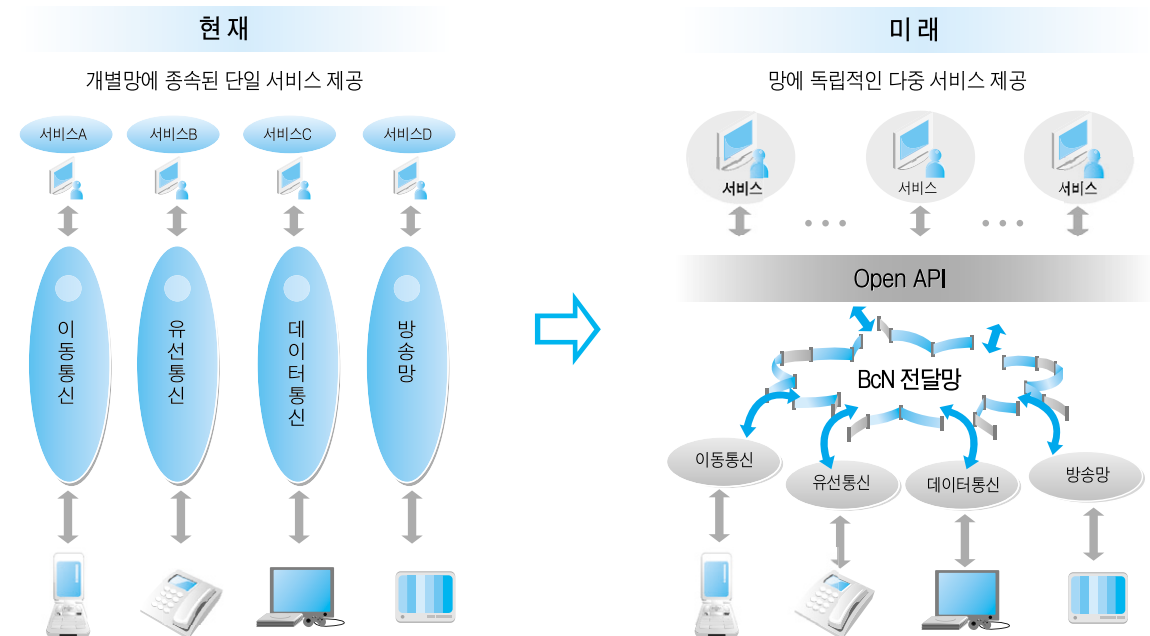 현 재
개별망에 종속된 단일 서비스 제공
서비스A
서비스B
서비스C
서비스D
이동통신
유선통신
데이터통신
방송망
미 래
망에 독립적인 다중 서비스 제공
서비스
서비스
서비스
Open API
BcN 전달망
이동통신
유선통신
데이터통신
방송망